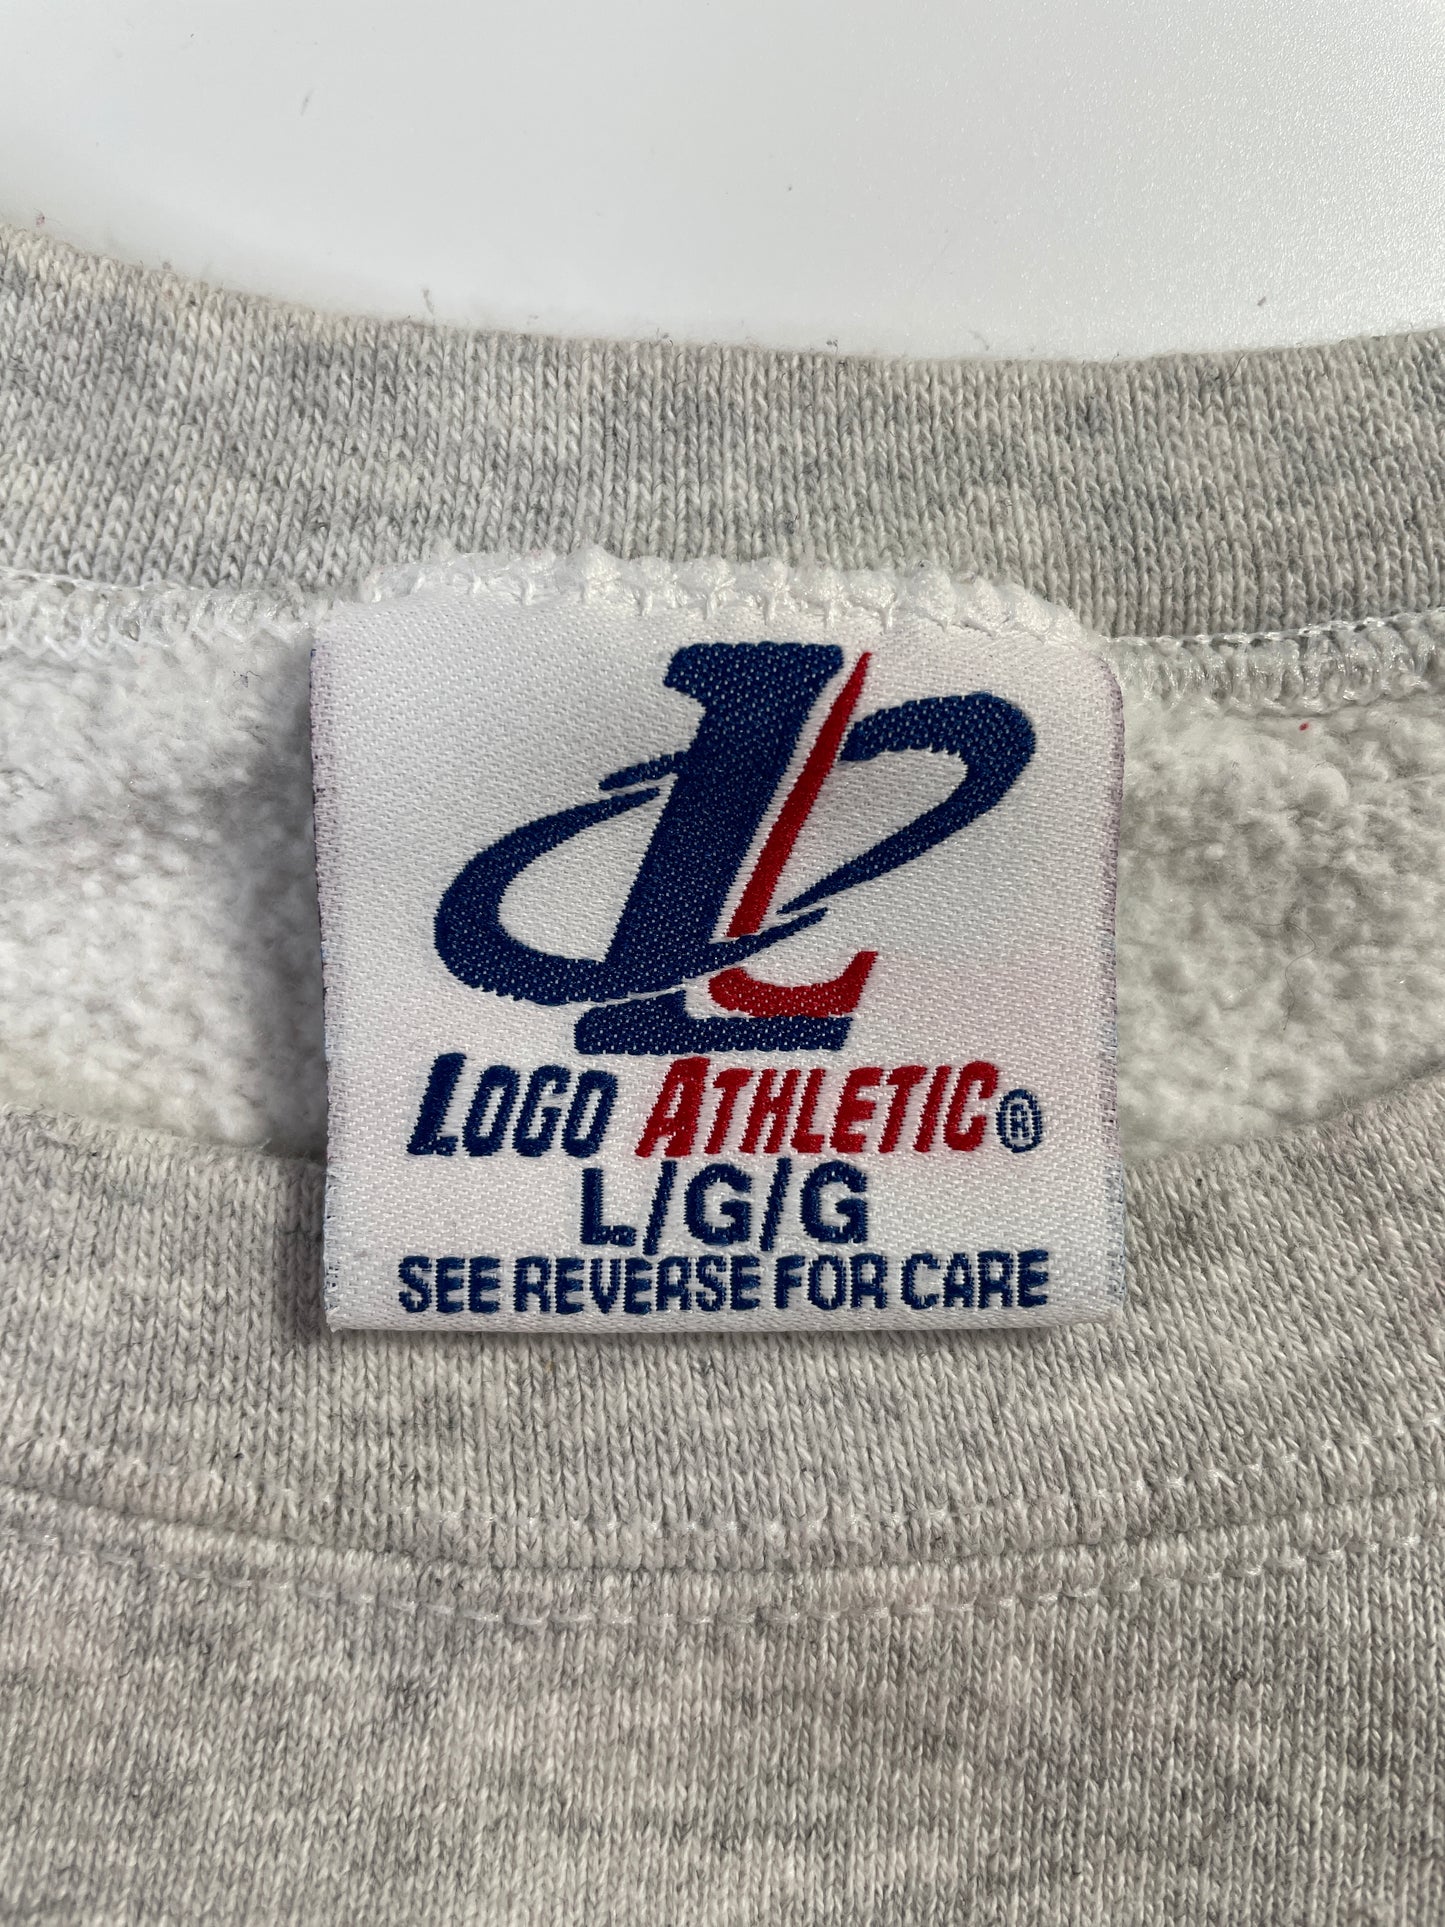 L
LOGO ATHLETIC®
L/G/G
SEE REVERSE FOR CARE